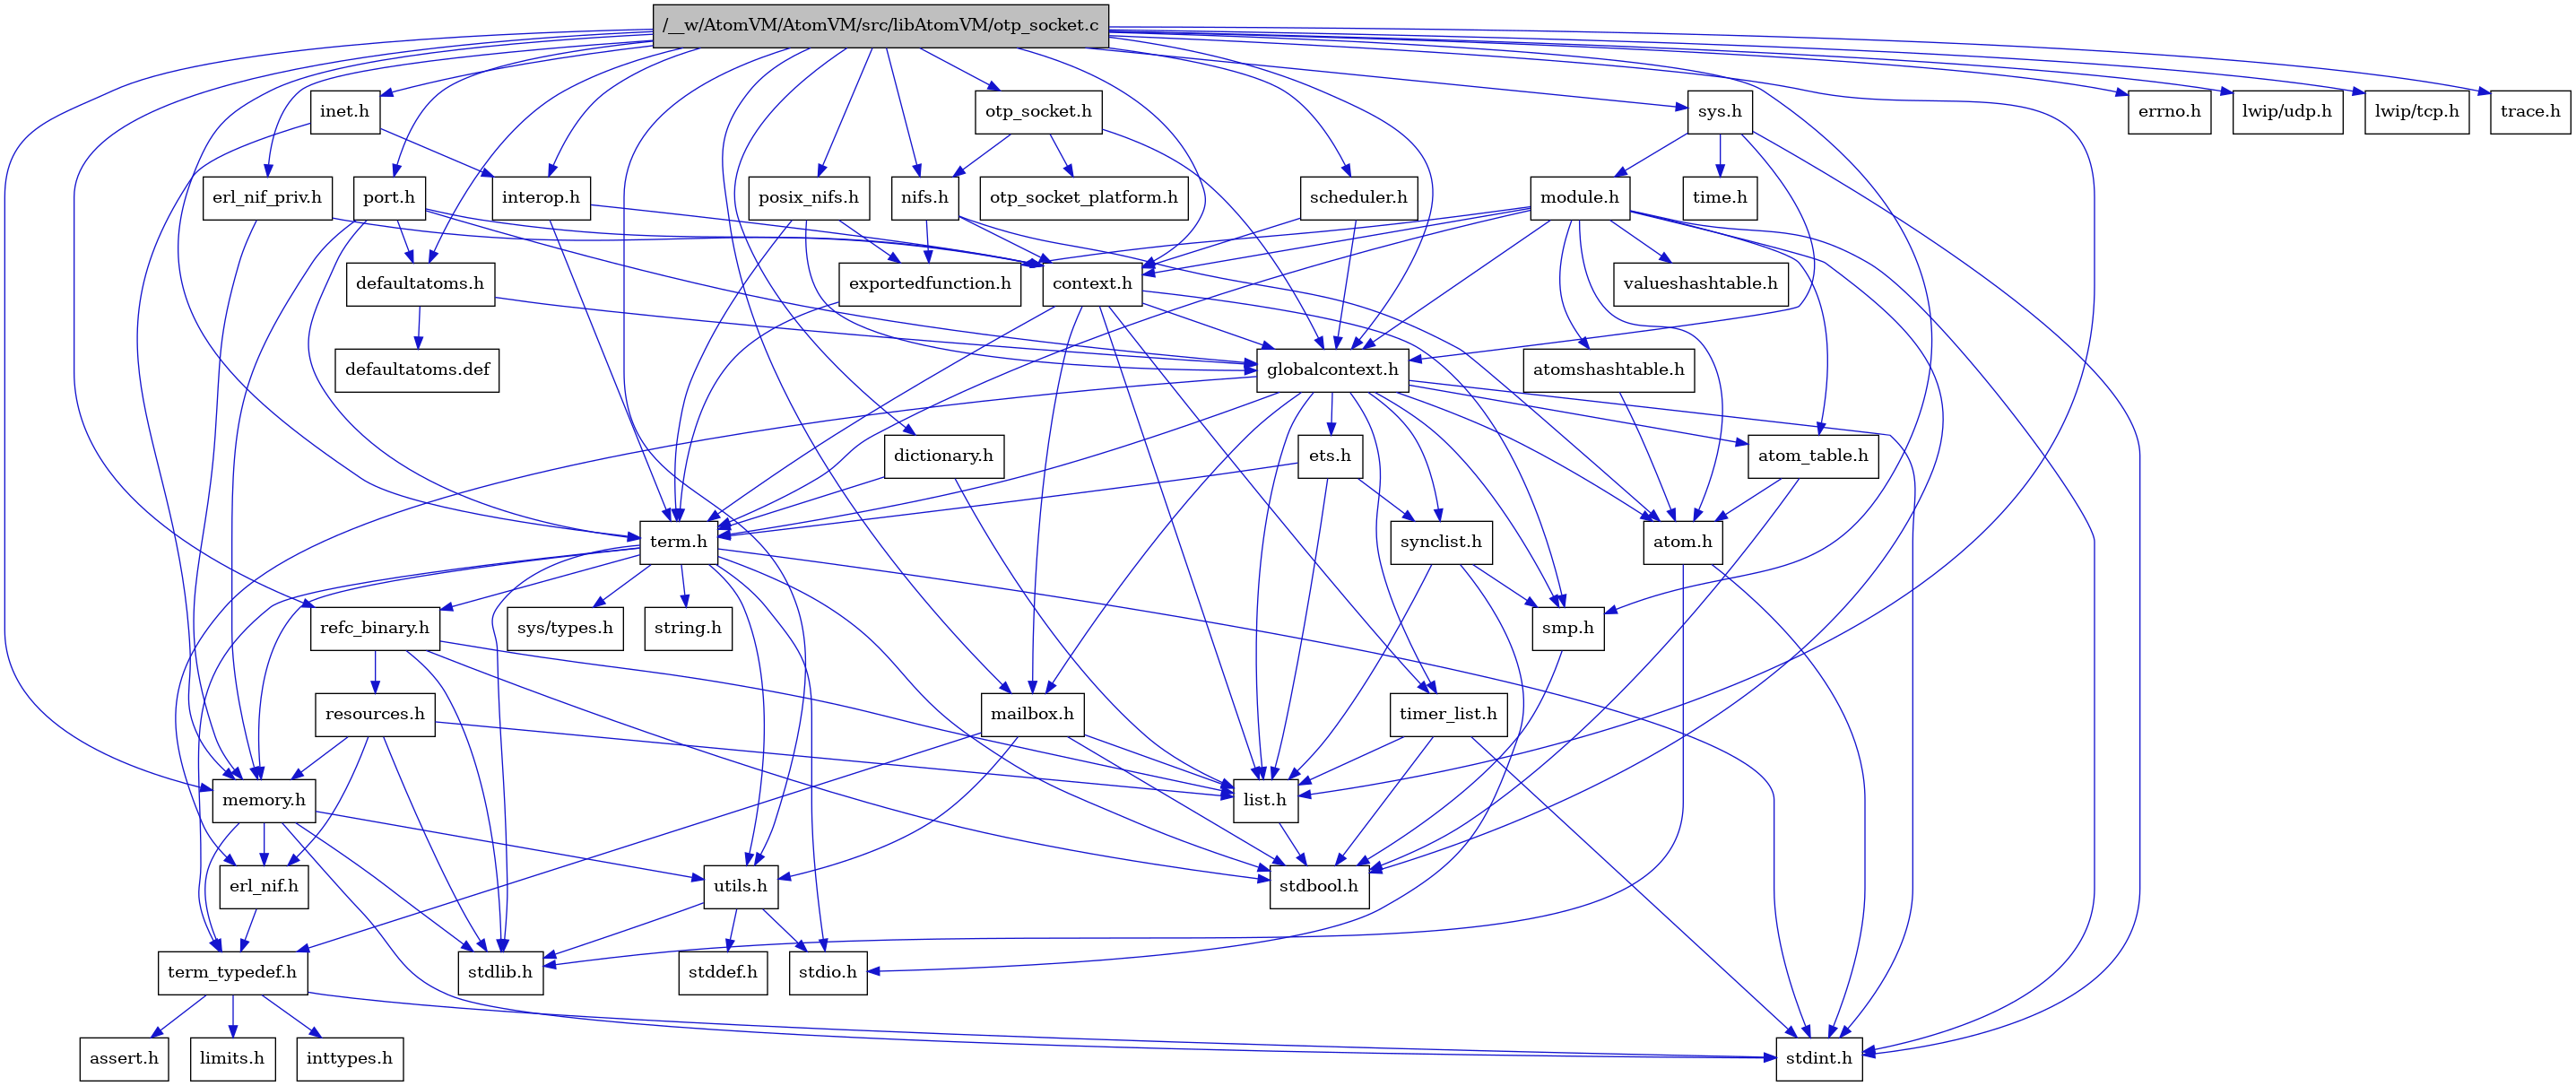 /__w/AtomVM/AtomVM/src/libAtomVM/otp_socket.c
inet.h
otp_socket.h
sys.h
errno.h
lwip/udp.h
lwip/tcp.h
trace.h
erl_nif_priv.h
port.h
interop.h
posix_nifs.h
nifs.h
otp_socket_platform.h
scheduler.h
module.h
time.h
defaultatoms.h
exportedfunction.h
context.h
valueshashtable.h
defaultatoms.def
globalcontext.h
atomshashtable.h
dictionary.h
ets.h
atom_table.h
term.h
synclist.h
atom.h
refc_binary.h
sys/types.h
string.h
smp.h
resources.h
mailbox.h
timer_list.h
memory.h
list.h
erl_nif.h
utils.h
stdbool.h
term_typedef.h
stdlib.h
stddef.h
stdio.h
assert.h
limits.h
inttypes.h
stdint.h